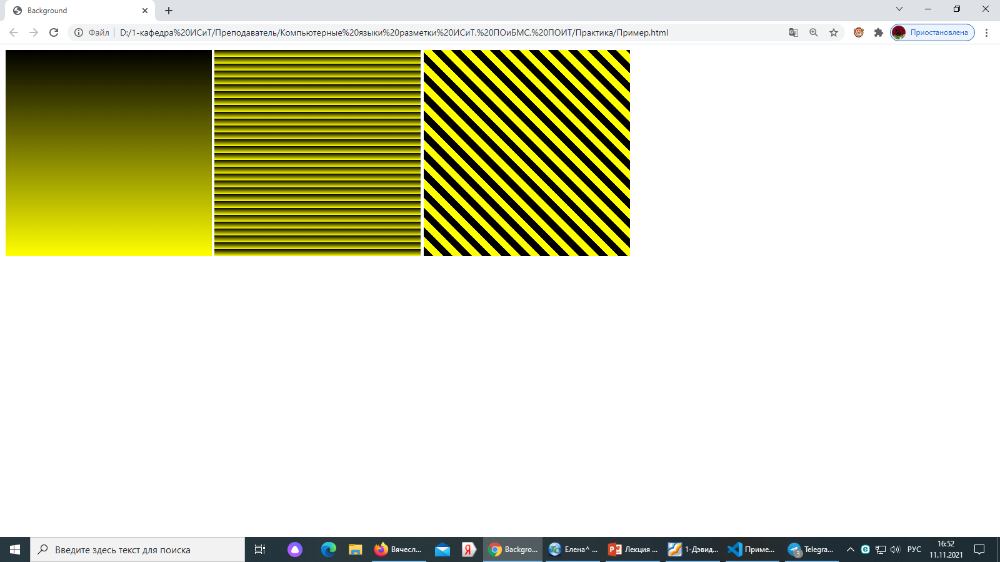 Background
Файл
D:/1-кафедра%20ИСиТ/Преподаватель/Компьютерные%20языки%20разметки%20ИСиТ,%20ПОиБМС,%20ПОИТ/Практика/Пример.html
Приостановлена
Введите здесь текст для поиска
Я
Вячесл...
Backgro...
Елена^ ...
Лекция ...
1-Дэвид...
Приме...
3
Telegra...
РУС
16:52
11.11.2021